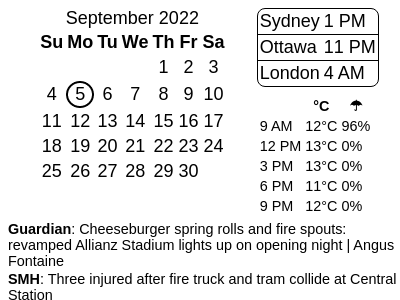 September 2022
Su Mo Tu We Th Fr Sa
1 2 3
4 5 6 7 8 9 10
11 12 13 14 15 16 17
18 19 20 21 22 23 24
25 26 27 28 29 30
Sydney 1 PM
Ottawa 11 PM
London 4 AM
°C ☂
9 AM 12°C 96%
12 PM 13°C 0%
3 PM 13°C 0%
6 PM 11°C 0%
9 PM 12°C 0%
Guardian: Cheeseburger spring rolls and fire spouts:
revamped Allianz Stadium lights up on opening night | Angus
Fontaine
SMH: Three injured after fire truck and tram collide at Central
Station